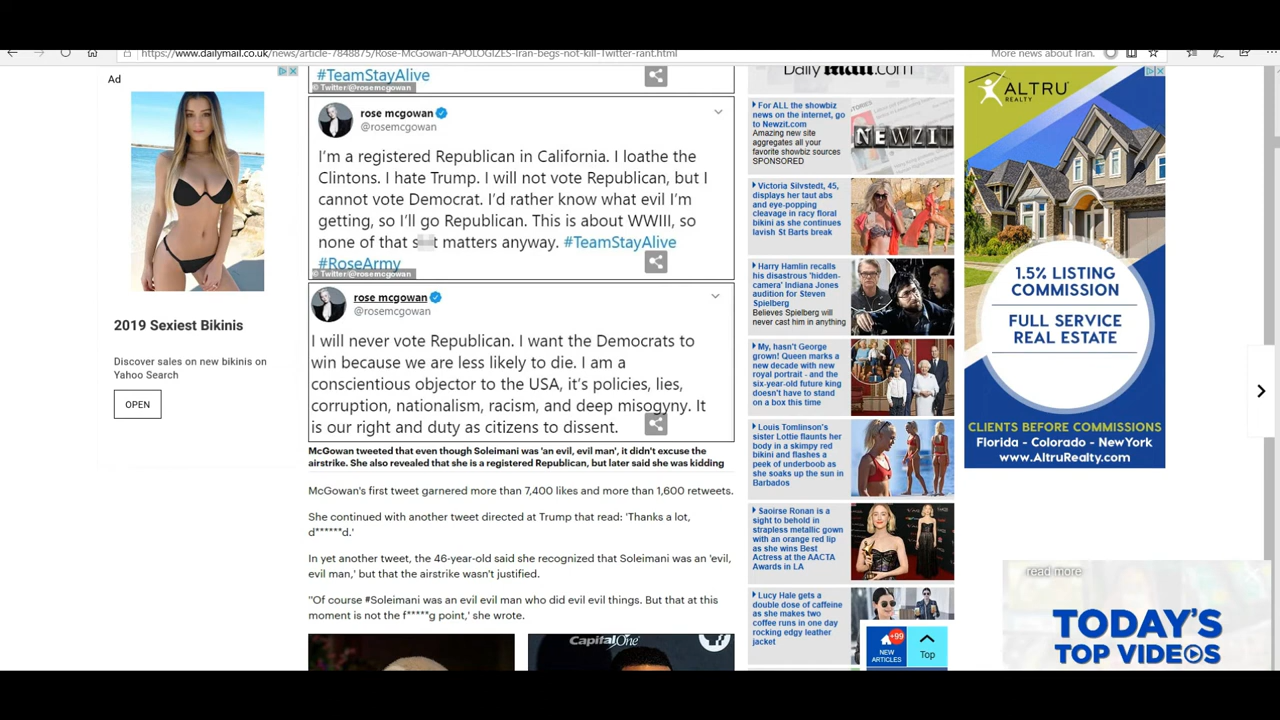 https://www.dailymail.co.uk/news/article-7848875/Rose-McGowan-APOLOGIZES-Iran-begs-not-kill-Twitter-rant.html
More news about Iran.
Ad
2019 Sexiest Bikinis
Discover sales on new bikinis on
Yahoo Search
OPEN
#TeamStayAlive
© Twitter/@rosemcgowan
rose mcgowan
@rosemcgowan
I'm a registered Republican in California. I loathe the
Clintons. I hate Trump. I will not vote Republican, but I
cannot vote Democrat. I'd rather know what evil I'm
getting, so I'll go Republican. This is about WWIII, so
none of that s t matters anyway. #TeamStayAlive
#RoseArmy
© Twitter/@rosemcgowan
rose mcgowan
@rosemcgowan
I will never vote Republican. I want the Democrats to
win because we are less likely to die. I am a
conscientious objector to the USA, it's policies, lies,
corruption, nationalism, racism, and deep misogyny. It
is our right and duty as citizens to dissent.
McGowan tweeted that even though Soleimani was 'an evil, evil man', it didn't excuse the
airstrike. She also revealed that she is a registered Republican, but later said she was kidding
McGowan's first tweet garnered more than 7,400 likes and more than 1,600 retweets.
She continued with another tweet directed at Trump that read: 'Thanks a lot,
d******d.'
In yet another tweet, the 46-year-old said she recognized that Soleimani was an 'evil,
evil man,' but that the airstrike wasn't justified.
"Of course #Soleimani was an evil evil man who did evil evil things. But that at this
moment is not the f*****g point,' she wrote.
Capital One
Daily Mail.com
For ALL the showbiz
news on the internet, go
to Newzit.com
Amazing new site
aggregates all your
favorite showbiz sources
SPONSORED
NEWZIT
Victoria Silvstedt, 45,
displays her taut abs
and eye-popping
cleavage in racy floral
bikini as she continues
lavish St Barts break
Harry Hamlin recalls
his disastrous 'hidden-
camera' Indiana Jones
audition for Steven
Spielberg
Believes Spielberg will
never cast him in anything
My, hasn't George
grown! Queen marks a
new decade with new
royal portrait - and the
six-year-old future king
doesn't have to stand
on a box this time
Louis Tomlinson's
sister Lottie flaunts her
body in a skimpy red
bikini and flashes a
peek of underboob as
she soaks up the sun in
Barbados
Saoirse Ronan is a
sight to behold in
strapless metallic gown
with an orange red lip
as she wins Best
Actress at the AACTA
Awards in LA
Lucy Hale gets a
double dose of caffeine
as she makes two
coffee runs in one day
rocking edgy leather
jacket
+99
NEW
ARTICLES
Top
ALTRU
REALTY
1.5% LISTING
COMMISSION
FULL SERVICE
REAL ESTATE
CLIENTS BEFORE COMMISSIONS
Florida - Colorado - NewYork
www.AltruRealty.com
read more
TODAY'S
TOP VIDEOS